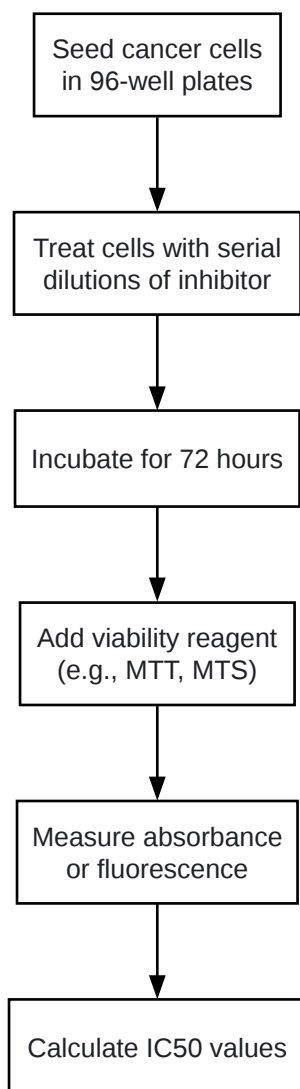 Seed cancer cells
in 96-well plates
Treat cells with serial
dilutions of inhibitor
Incubate for 72 hours
Add viability reagent
(e.g., MTT, MTS)
Measure absorbance
or fluorescence
Calculate IC50 values